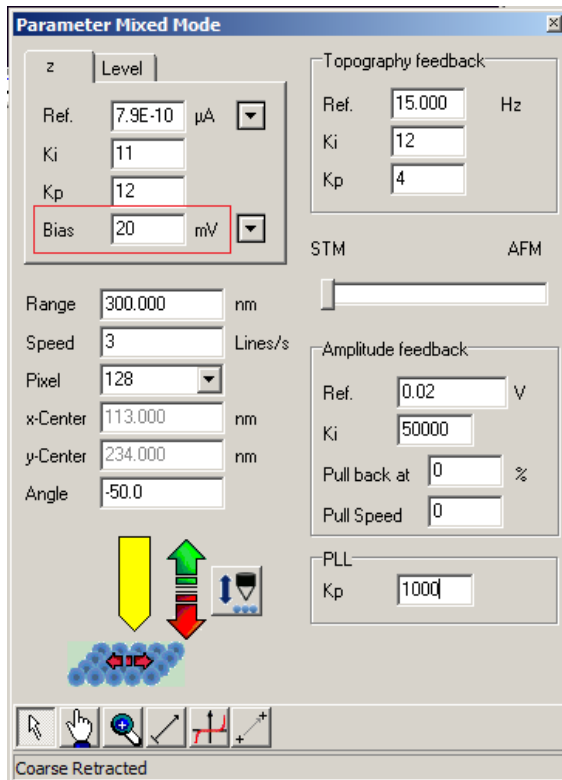 Parameter Mixed Mode
z Level
Ref. 7.9E-10 µA
Ki 11
Kp 12
Bias 20 mV
Topography feedback
Ref. 15.000 Hz
Ki 12
Kp 4
STM AFM
Range 300.000 nm
Speed 3 Lines/s
Pixel 128
x-Center 113.000 nm
y-Center 234.000 nm
Angle -50.0
Amplitude feedback
Ref. 0.02 V
Ki 50000
Pull back at 0 %
Pull Speed 0
PLL
Kp 1000
Coarse Retracted